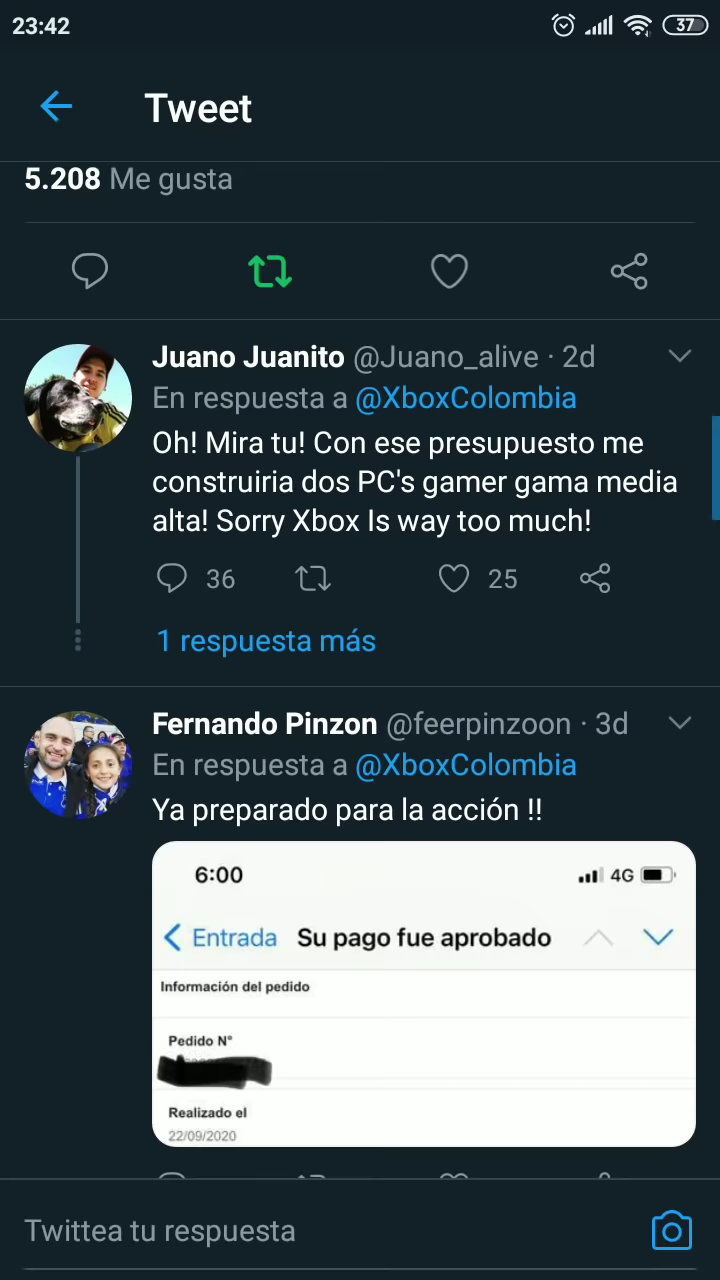 23:42
37
Tweet
5.208 Me gusta
Juano Juanito @Juano_alive · 2d
En respuesta a @XboxColombia
Oh! Mira tu! Con ese presupuesto me
construiria dos PC's gamer gama media
alta! Sorry Xbox Is way too much!
36
25
1 respuesta más
Fernando Pinzon @feerpinzoon · 3d
En respuesta a @XboxColombia
Ya preparado para la acción !!
6:00
4G
Entrada
Su pago fue aprobado
Información del pedido
Pedido N°
Realizado el
22/09/2020
Twittea tu respuesta